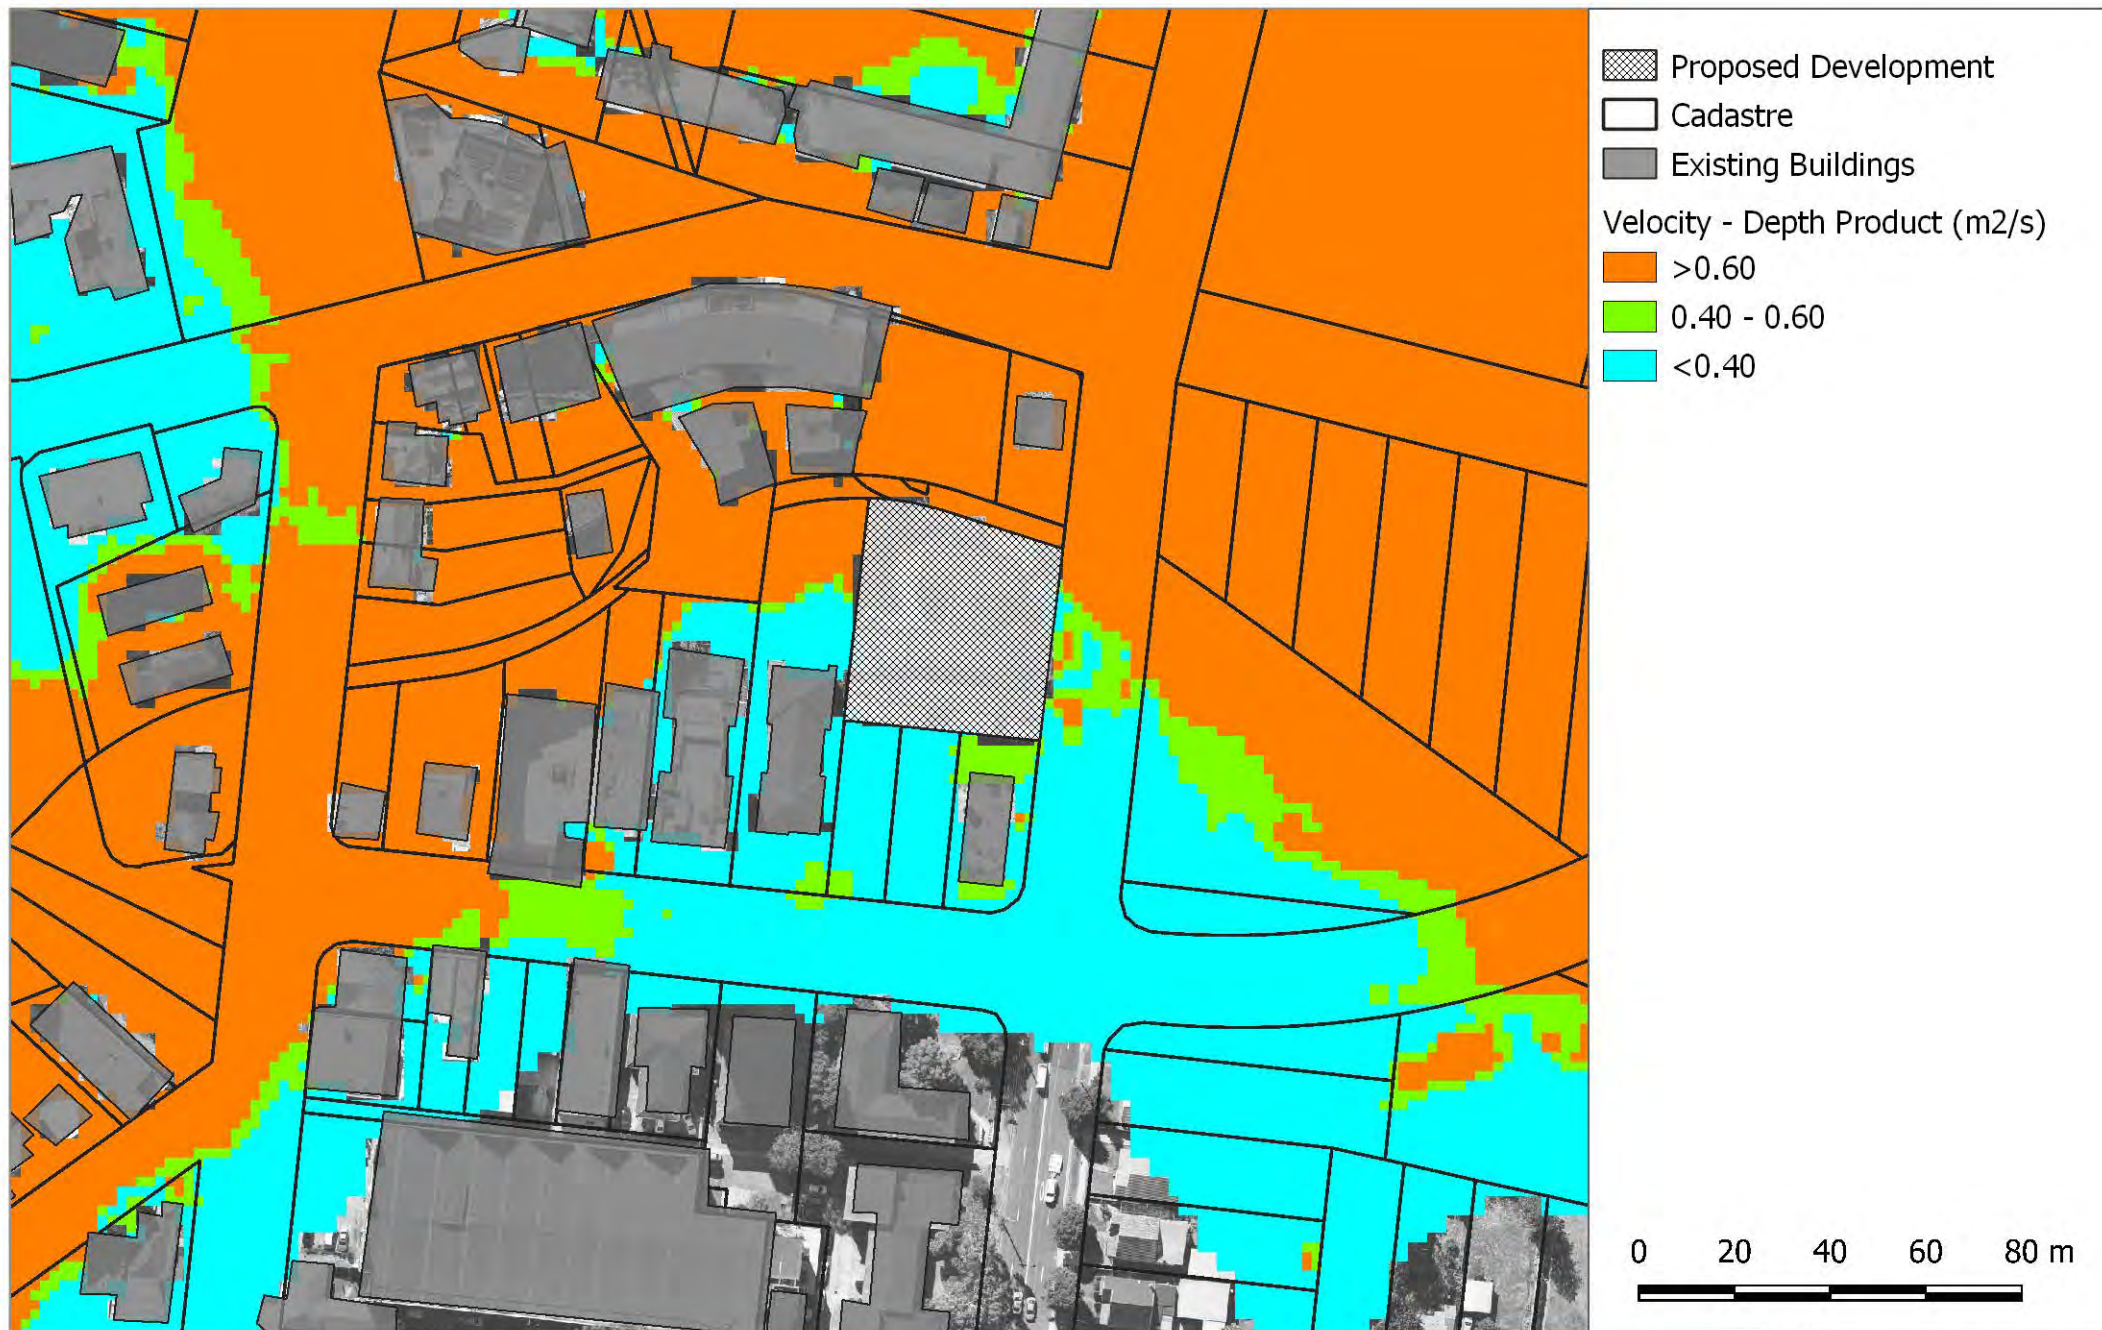 Proposed Development
Cadastre
Existing Buildings
Velocity - Depth Product (m2/s)
>0.60
0.40 - 0.60
<0.40
0 20 40 60 80 m